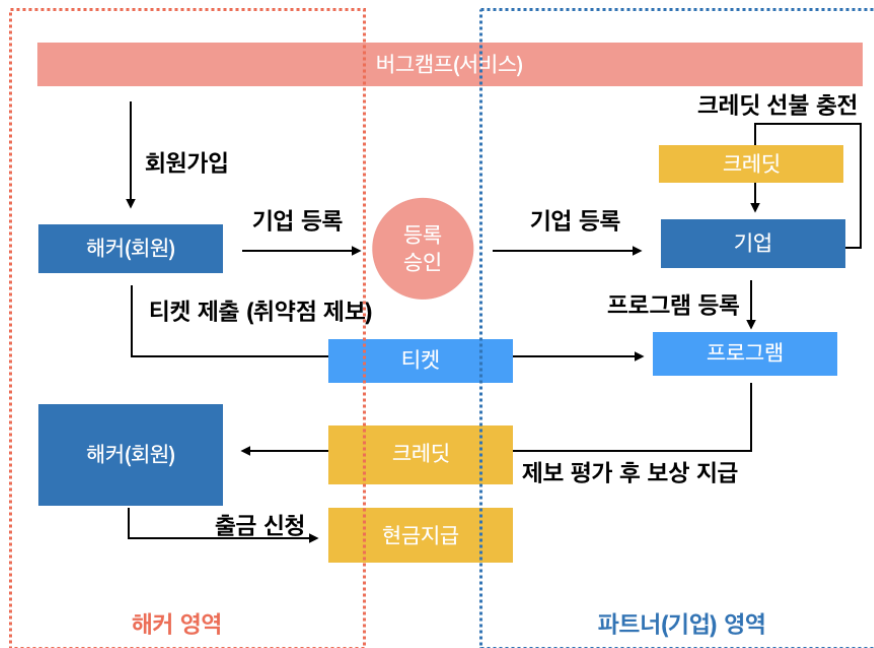 버그캠프(서비스)
크레딧 선불 충전
크레딧
회원가입
기업 등록
등록
승인
기업 등록
해커(회원)
기업
티켓 제출 (취약점 제보)
프로그램 등록
티켓
프로그램
해커(회원)
크레딧
제보 평가 후 보상 지급
출금 신청
현금지급
해커 영역
파트너(기업) 영역